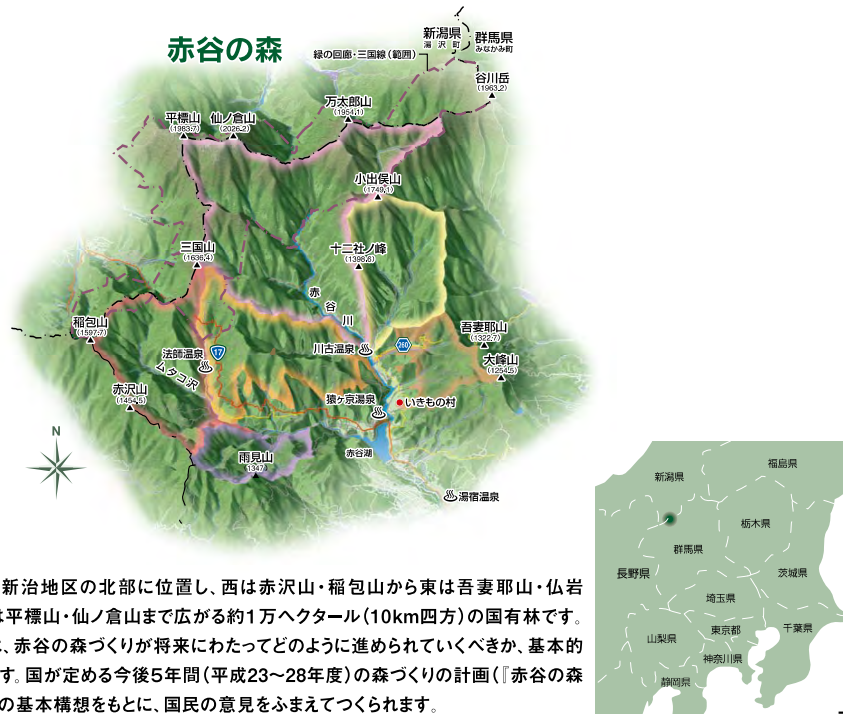 赤谷の森
新潟県
湯沢町
群馬県
みなかみ町
緑の回廊・三国線(範囲)
谷川岳
(1963.2)
万太郎山
(1954.1)
平標山
(1983.7)
仙ノ倉山
(2026.2)
小出俣山
(1749.1)
三国山
(1636.4)
十二社ノ峰
(1398.6)
赤谷川
稲包山
(1597.7)
吾妻耶山
(1322.7)
大峰山
(1254.5)
法師温泉
17
川古温泉
260
ムタコ沢
赤沢山
(1454.5)
猿ヶ京湯泉
いきもの村
N
雨見山
(1347)
赤谷湖
湯宿温泉
福島県
新潟県
栃木県
群馬県
長野県
茨城県
埼玉県
東京都
千葉県
山梨県
神奈川県
静岡県
新治地区の北部に位置し、西は赤沢山・稲包山から東は吾妻耶山・仏岩
は平標山・仙ノ倉山まで広がる約1万ヘクタール(10km四方)の国有林です。
、赤谷の森づくりが将来にわたってどのように進められていくべきか、基本的
す。国が定める今後5年間(平成23〜28年度)の森づくりの計画(『赤谷の森
の基本構想をもとに、国民の意見をふまえてつくられます。